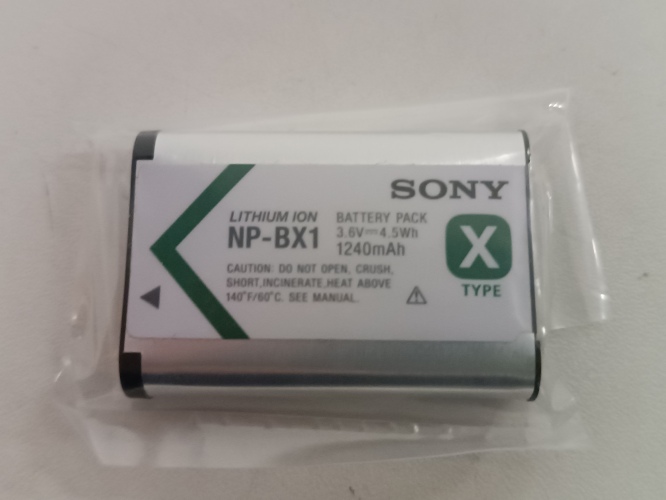 SONY
LITHIUM ION
NP-BX1
BATTERY PACK
3.6V⎓4.5Wh
1240mAh
CAUTION: DO NOT OPEN, CRUSH,
SHORT,INCINERATE,HEAT ABOVE
140°F/60°C. SEE MANUAL.
X
TYPE